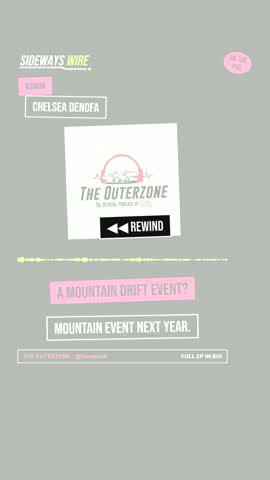 SIDEWAYS WIRE.
ON THE POD
RUMOR
CHELSEA DENOFA
THE OUTERZONE
THE OFFICIAL PODCAST OF
REWIND
A MOUNTAIN DRIFT EVENT?
MOUNTAIN EVENT NEXT YEAR.
THE OUTERZONE
FULL EP IN BIO